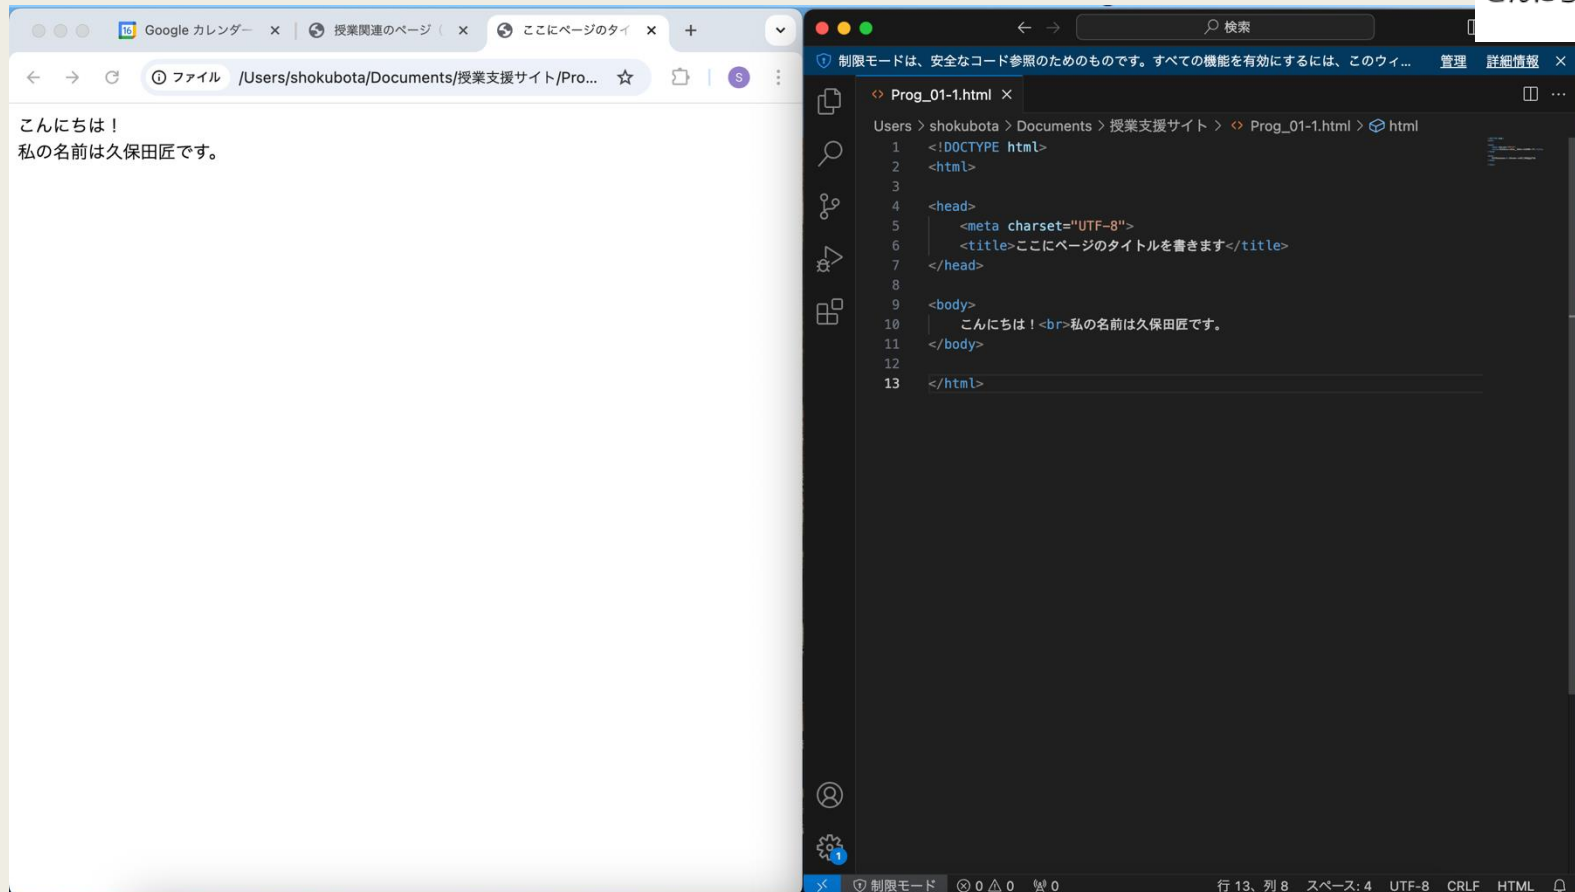 Google カレンダー
授業関連のページ（
ここにページのタイ
ファイル /Users/shokubota/Documents/授業支援サイト/Pro...
S
こんにちは！
私の名前は久保田匠です。
検索
制限モードは、安全なコード参照のためのものです。すべての機能を有効にするには、このウィ... 管理 詳細情報
Prog_01-1.html
Users > shokubota > Documents > 授業支援サイト > Prog_01-1.html > html
1 <!DOCTYPE html>
2 <html>
3
4 <head>
5 <meta charset="UTF-8">
6 <title>ここにページのタイトルを書きます</title>
7 </head>
8
9 <body>
10 こんにちは！<br>私の名前は久保田匠です。
11 </body>
12
13 </html>
1
制限モード 0 0 0 行 13、列 8 スペース: 4 UTF-8 CRLF HTML